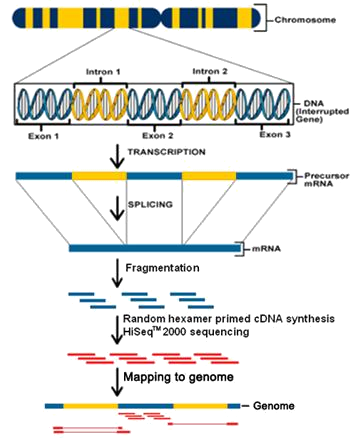 Chromosome
Intron 1
Intron 2
DNA
(Interrupted
Gene)
Exon 1
Exon 2
Exon 3
TRANSCRIPTION
Precursor
mRNA
SPLICING
mRNA
Fragmentation
Random hexamer primed cDNA synthesis
HiSeq™ 2000 sequencing
Mapping to genome
Genome